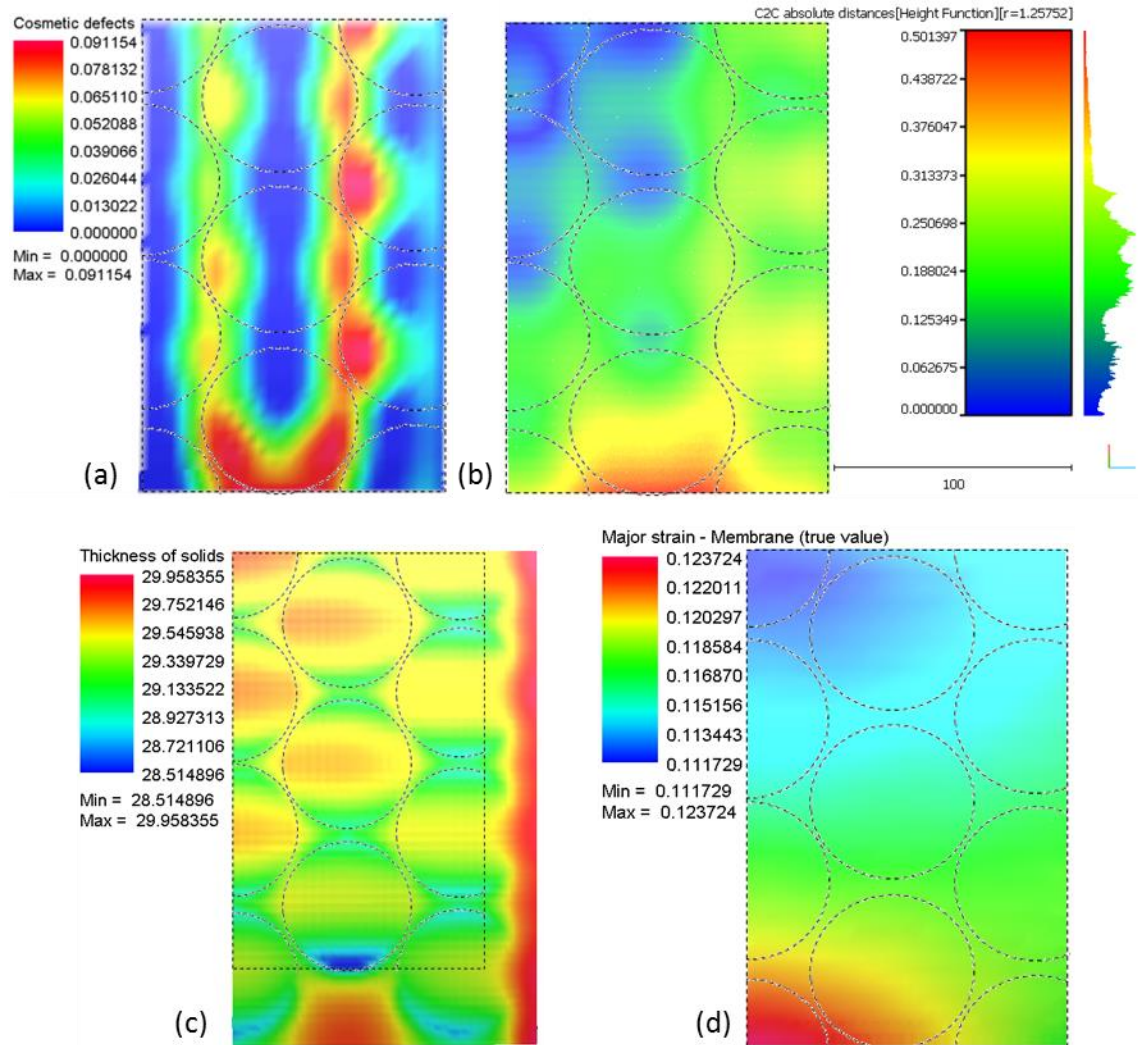 Cosmetic defects
0.091154
0.078132
0.065110
0.052088
0.039066
0.026044
0.013022
0.000000
Min = 0.000000
Max = 0.091154
(a)
(b)
C2C absolute distances[Height Function][r=1.25752]
0.501397
0.438722
0.376047
0.313373
0.250698
0.188024
0.125349
0.062675
0.000000
100
Thickness of solids
29.958355
29.752146
29.545938
29.339729
29.133522
28.927313
28.721106
28.514896
Min = 28.514896
Max = 29.958355
(c)
Major strain - Membrane (true value)
0.123724
0.122011
0.120297
0.118584
0.116870
0.115156
0.113443
0.111729
Min = 0.111729
Max = 0.123724
(d)